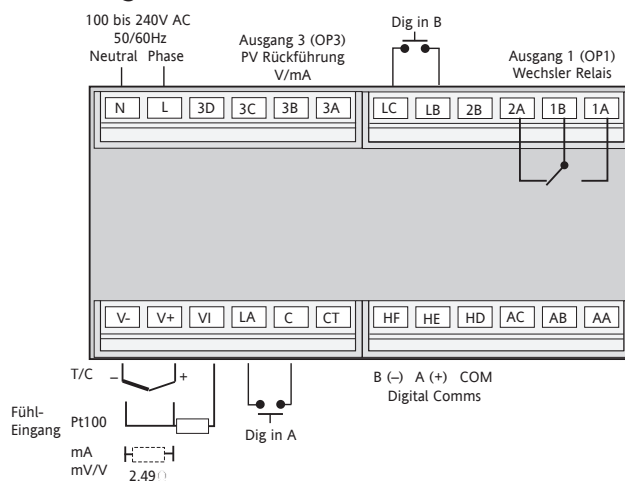 100 bis 240V AC
50/60Hz
Neutral Phase
Ausgang 3 (OP3)
PV Rückführung
V/mA
Dig in B
Ausgang 1 (OP1)
Wechsler Relais
N L 3D 3C 3B 3A LC LB 2B 2A 1B 1A
V- V+ VI LA C CT HF HE HD AC AB AA
T/C – +
B (–) A (+) COM
Digital Comms
Fühl-
Eingang
Pt100
Dig in A
mA
mV/V
2.49